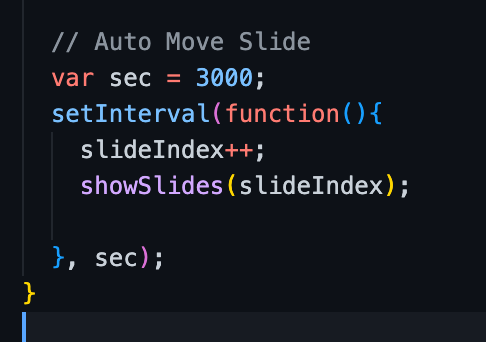 // Auto Move Slide
var sec = 3000;
setInterval(function(){
slideIndex++;
showSlides(slideIndex);
}, sec);
}